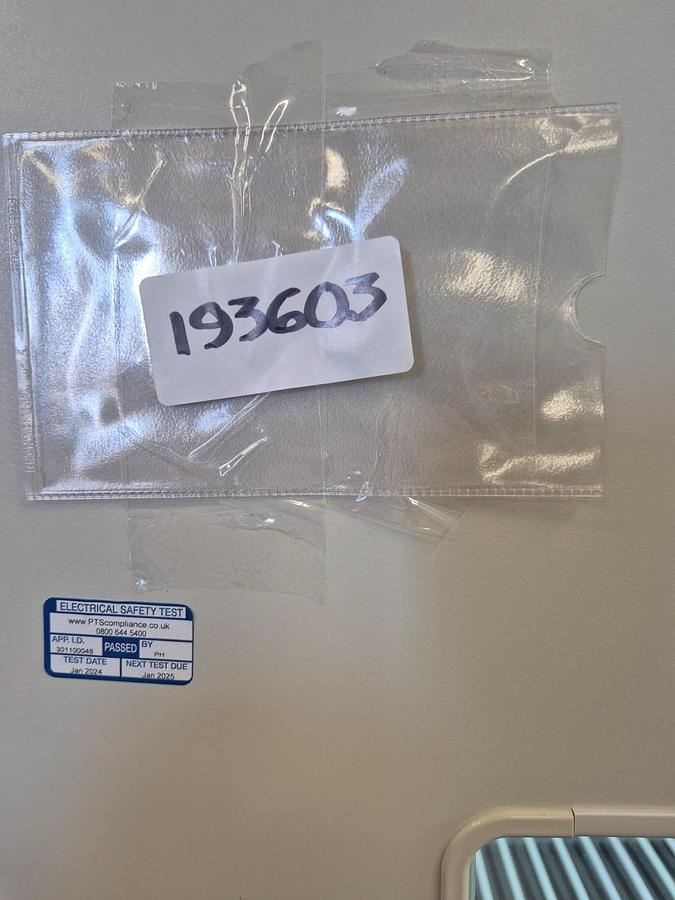 193603
ELECTRICAL SAFETY TEST
www.PTScompliance.co.uk
0800 644 5400
APP. I.D.
301100046
PASSED
BY
PH
TEST DATE
Jan 2024
NEXT TEST DUE
Jan 2025